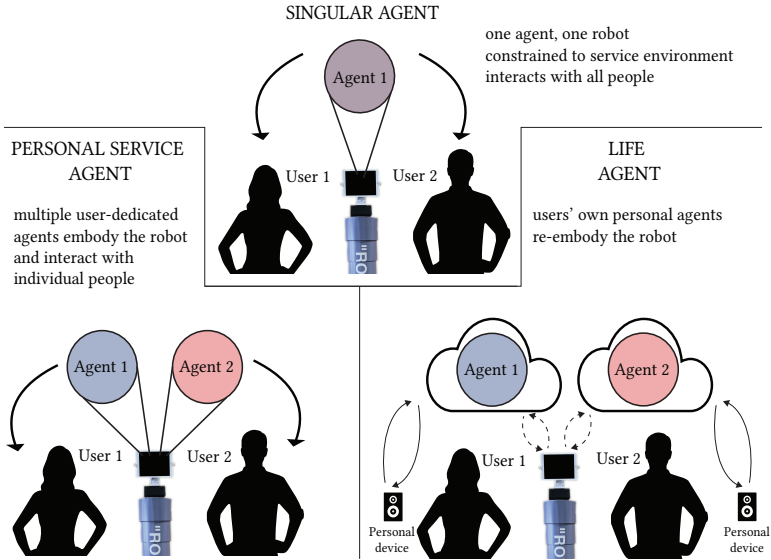 SINGULAR AGENT
one agent, one robot
constrained to service environment
interacts with all people
Agent 1
User 1
User 2
"RO
PERSONAL SERVICE
AGENT
multiple user-dedicated
agents embody the robot
and interact with
individual people
LIFE
AGENT
users' own personal agents
re-embody the robot
Agent 1
Agent 2
User 1
User 2
"RO
Agent 1
Agent 2
User 1
User 2
"RO
Personal
device
Personal
device